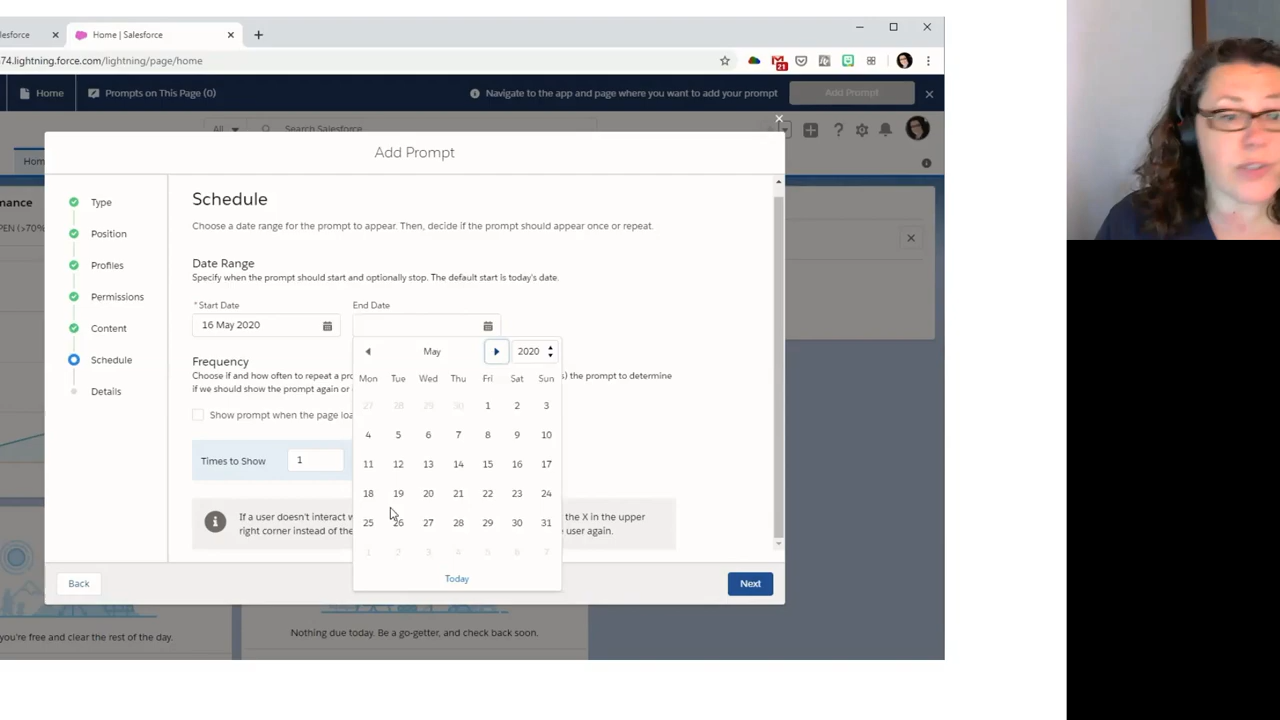 esforce
Home | Salesforce
74.lightning.force.com/lightning/page/home
21
Home
Prompts on This Page (0)
Navigate to the app and page where you want to add your prompt
Add Prompt
All
Search Salesforce
Hom
Add Prompt
mance
PEN (>70%
Type
Position
Profiles
Permissions
Content
Schedule
Details
Schedule
Choose a date range for the prompt to appear. Then, decide if the prompt should appear once or repeat.
Date Range
Specify when the prompt should start and optionally stop. The default start is today's date.
*Start Date
End Date
16 May 2020
May
2020
Frequency
Choose if and how often to repeat a pro
s) the prompt to determine
if we should show the prompt again or
Show prompt when the page loa
Times to Show
1
Mon Tue Wed Thu Fri Sat Sun
27 28 29 30 1 2 3
4 5 6 7 8 9 10
11 12 13 14 15 16 17
18 19 20 21 22 23 24
25 26 27 28 29 30 31
1 2 3 4 5 6 7
Today
If a user doesn't interact w
the X in the upper
right corner instead of the
e user again.
Back
Next
you're free and clear the rest of the day.
Nothing due today. Be a go-getter, and check back soon.